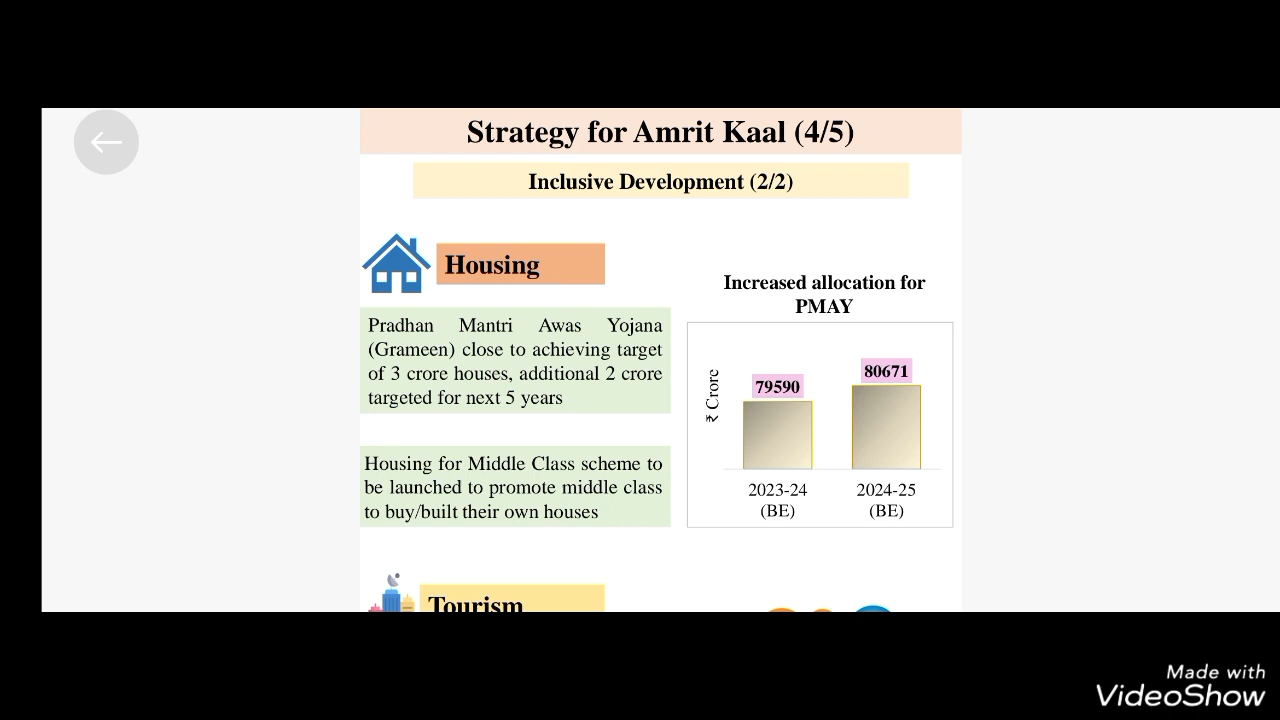 Strategy for Amrit Kaal (4/5)
Inclusive Development (2/2)
Housing
Pradhan Mantri Awas Yojana
(Grameen) close to achieving target
of 3 crore houses, additional 2 crore
targeted for next 5 years
Housing for Middle Class scheme to
be launched to promote middle class
to buy/built their own houses
Increased allocation for
PMAY
₹ Crore
79590
80671
2023-24
(BE)
2024-25
(BE)
Tourism
Made with
VideoShow